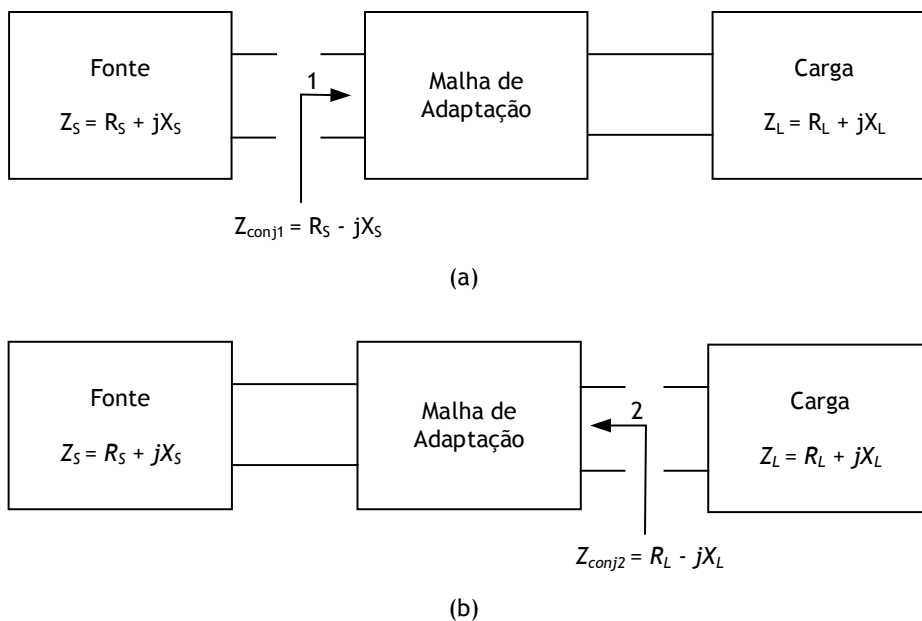 Fonte
Z_S = R_S + jX_S
1
Malha de
Adaptação
Carga
Z_L = R_L + jX_L
Z_conj1 = R_S - jX_S
(a)
Fonte
Z_S = R_S + jX_S
Malha de
Adaptação
2
Carga
Z_L = R_L + jX_L
Z_conj2 = R_L - jX_L
(b)